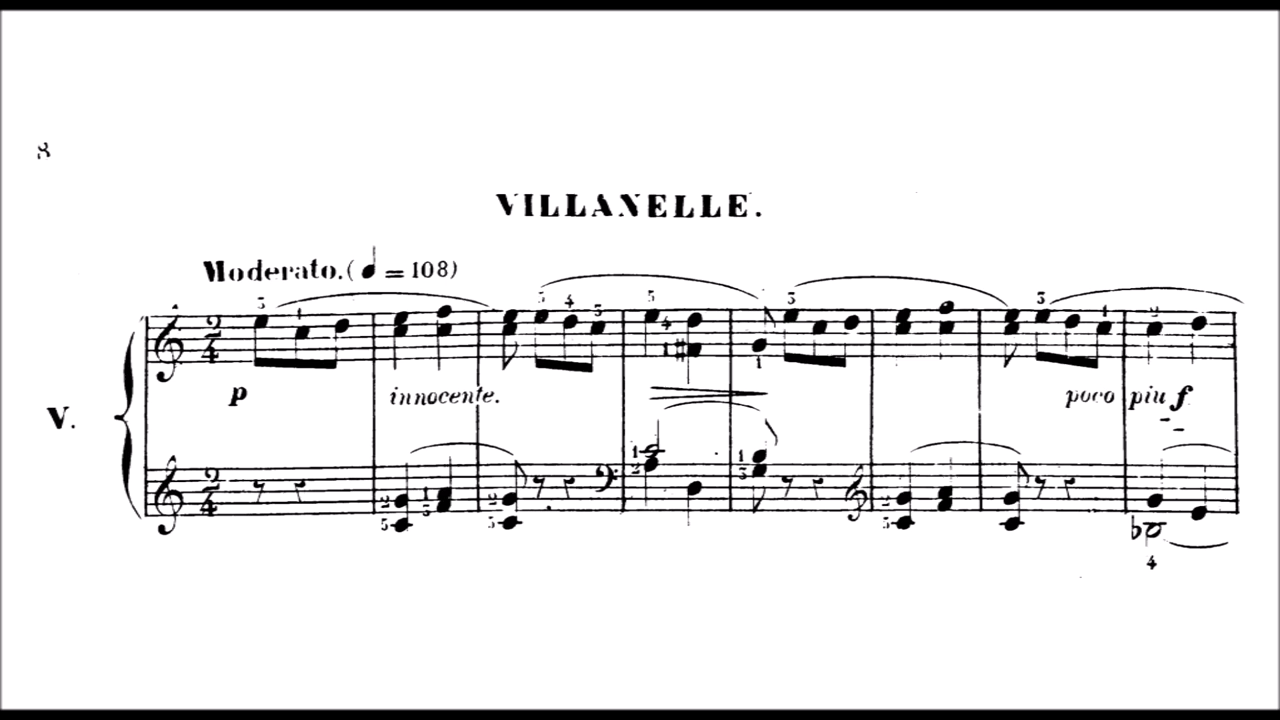 8
VILLANELLE.
Moderato. (♩ = 108)
V.
p
innocente.
poco piu f